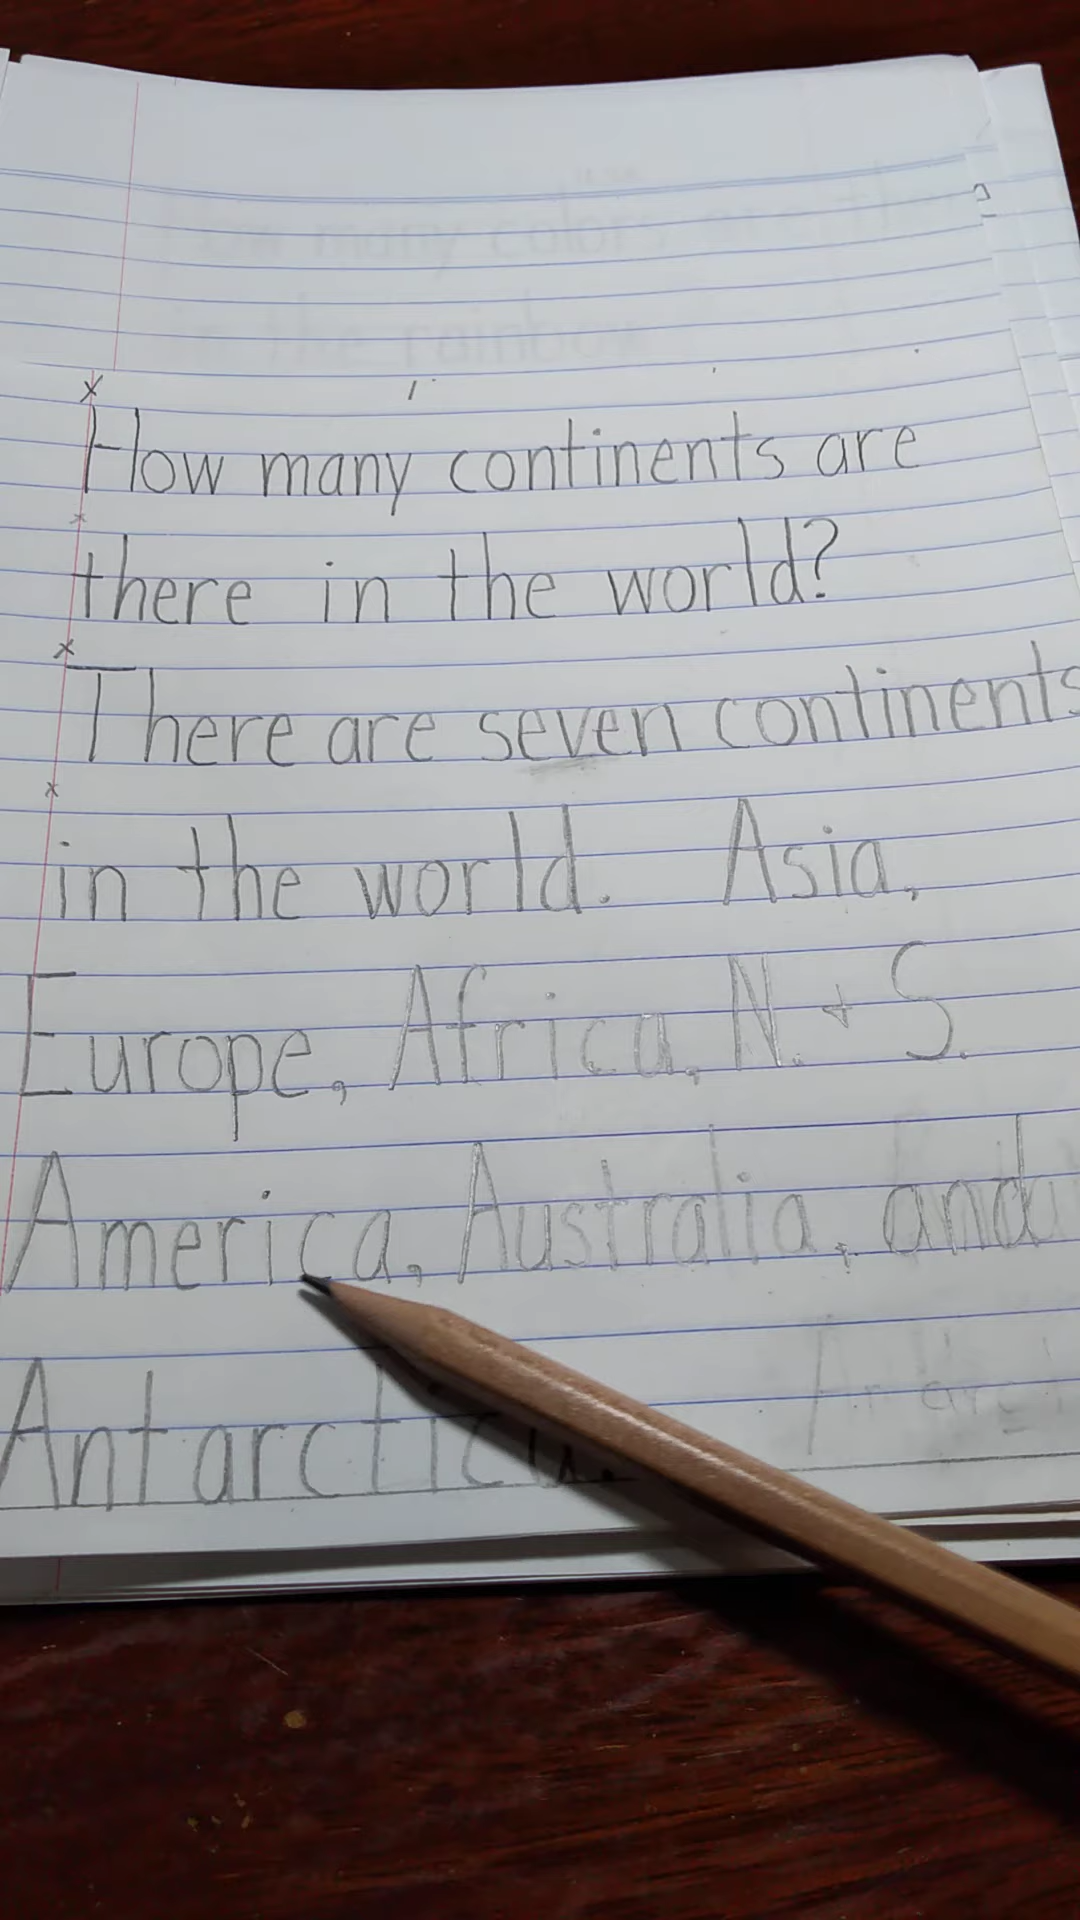 How many continents are
there in the world?
There are seven continents
in the world. Asia,
Europe, Africa, N. + S.
America, Australia, and
Antarctica.